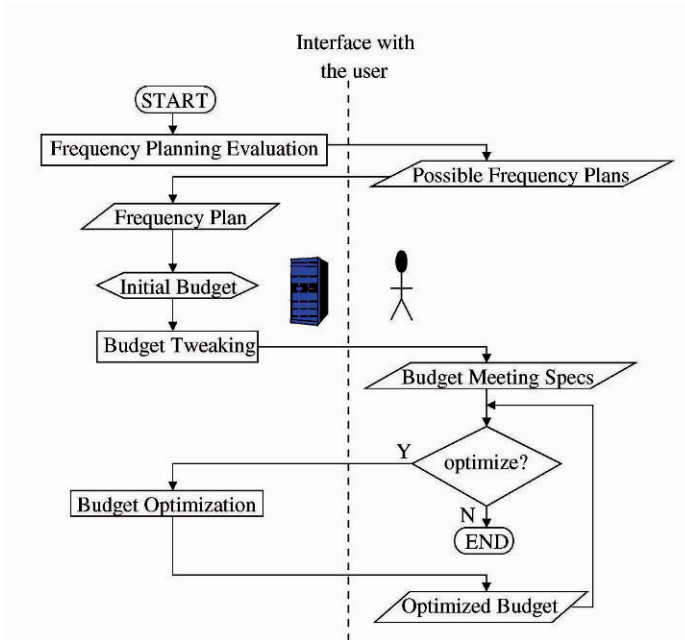 Interface with
the user
START
Frequency Planning Evaluation
Possible Frequency Plans
Frequency Plan
Initial Budget
Budget Tweaking
Budget Meeting Specs
Y
optimize?
Budget Optimization
N
END
Optimized Budget